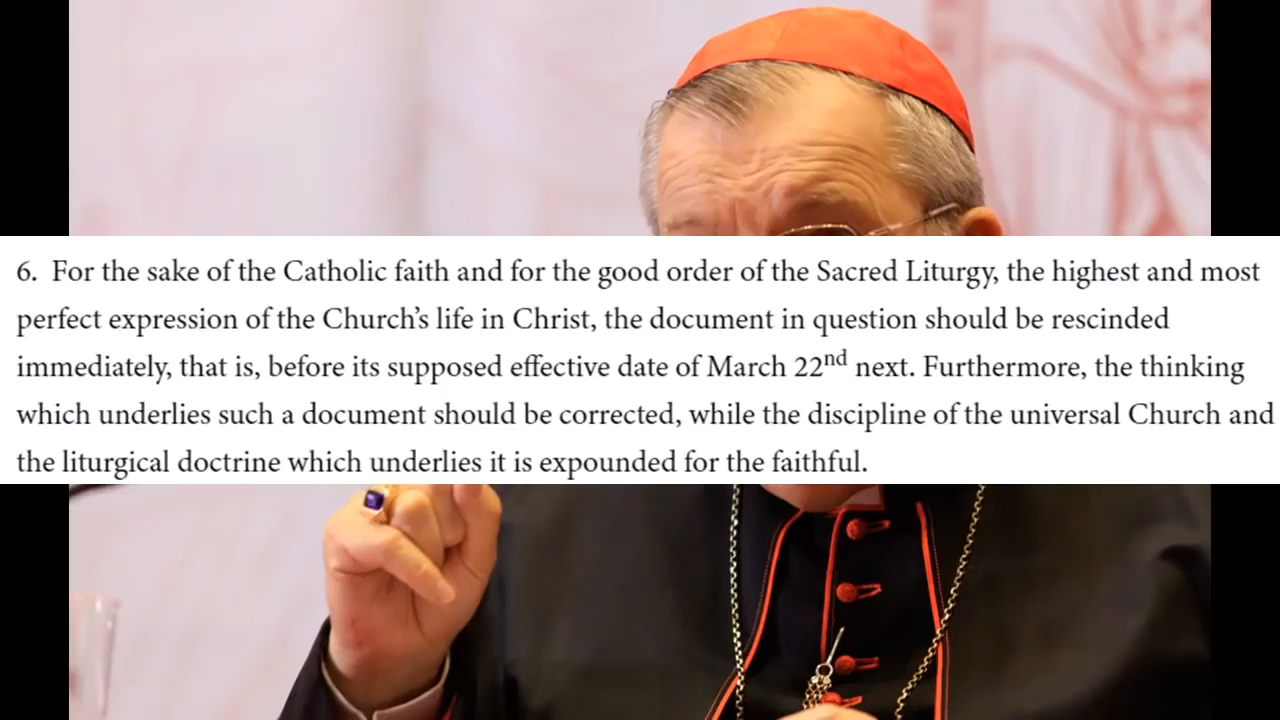 6. For the sake of the Catholic faith and for the good order of the Sacred Liturgy, the highest and most
perfect expression of the Church’s life in Christ, the document in question should be rescinded
immediately, that is, before its supposed effective date of March 22nd next. Furthermore, the thinking
which underlies such a document should be corrected, while the discipline of the universal Church and
the liturgical doctrine which underlies it is expounded for the faithful.